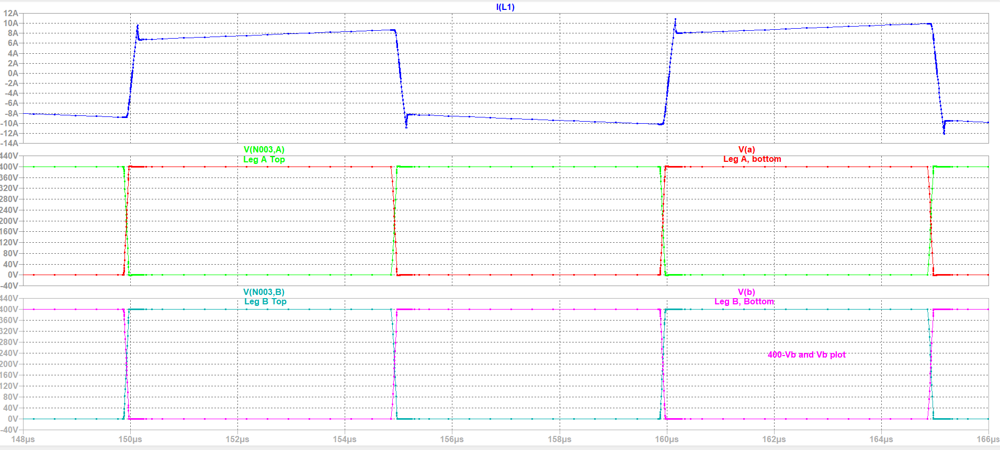 I(L1)
12A
10A
8A
6A
4A
2A
0A
-2A
-4A
-6A
-8A
-10A
-12A
-14A
V(N003,A)
Leg A Top
V(a)
Leg A, bottom
440V
400V
360V
320V
280V
240V
200V
160V
120V
80V
40V
0V
-40V
V(N003,B)
Leg B Top
V(b)
Leg B, Bottom
440V
400V
360V
320V
280V
240V
200V
160V
120V
80V
40V
0V
-40V
400-Vb and Vb plot
148µs 150µs 152µs 154µs 156µs 158µs 160µs 162µs 164µs 166µs